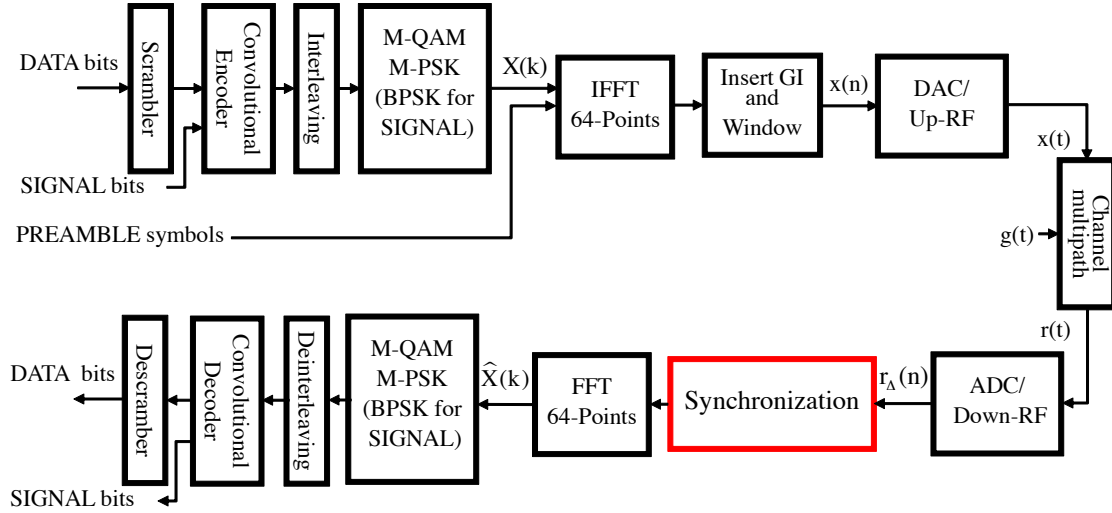 DATA bits
Scrambler
Convolutional
Encoder
Interleaving
M-QAM
M-PSK
(BPSK for
SIGNAL)
X(k)
IFFT
64-Points
Insert GI
and
Window
x(n)
DAC/
Up-RF
x(t)
SIGNAL bits
PREAMBLE symbols
g(t)
Channel
multipath
r(t)
DATA bits
Descramber
Convolutional
Decoder
Deinterleaving
M-QAM
M-PSK
(BPSK for
SIGNAL)
X̂(k)
FFT
64-Points
Synchronization
r_Δ(n)
ADC/
Down-RF
SIGNAL bits